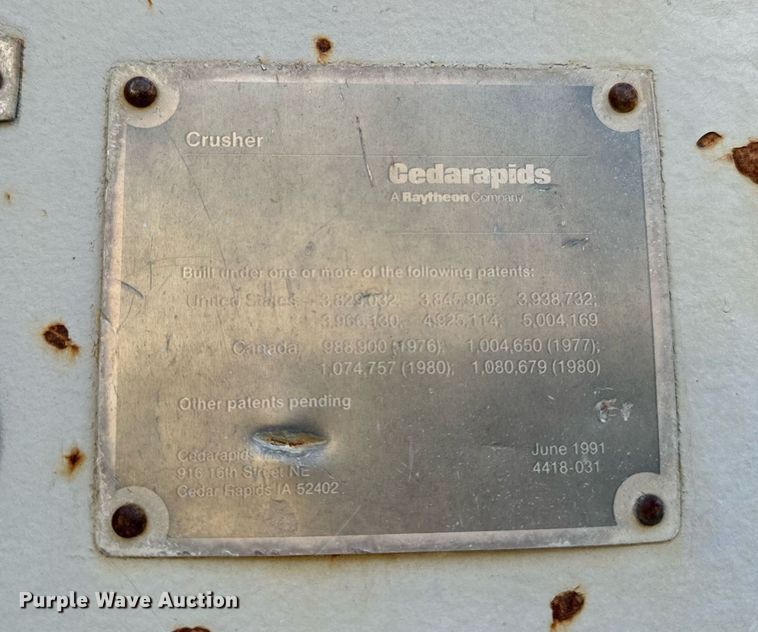 Crusher
Cedarapids
A Raytheon Company
Built under one or more of the following patents:
United States 3,829,032; 3,845,906; 3,938,732;
3,966,130; 4,925,114; 5,004,169
Canada 988,900 (1976); 1,004,650 (1977);
1,074,757 (1980); 1,080,679 (1980)
Other patents pending
Cedarapids
916 16th Street NE
Cedar Rapids IA 52402
June 1991
4418-031
Purple Wave Auction